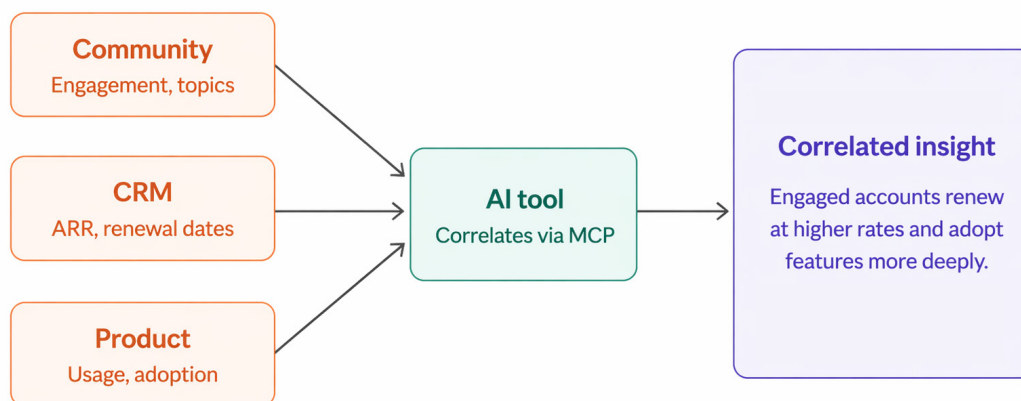 Community
Engagement, topics
CRM
ARR, renewal dates
Product
Usage, adoption
AI tool
Correlates via MCP
Correlated insight
Engaged accounts renew
at higher rates and adopt
features more deeply.